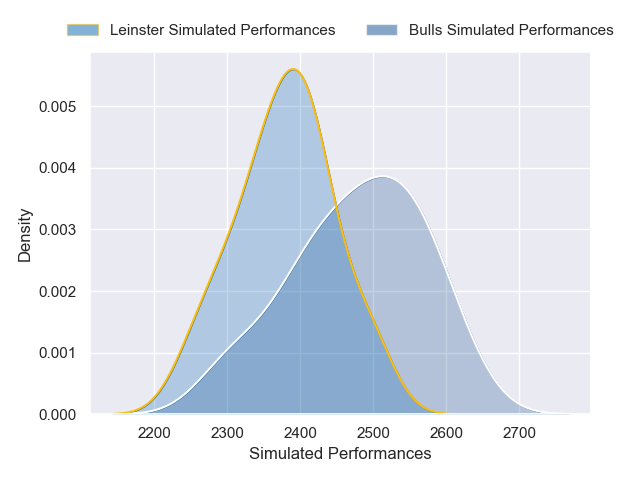 Leinster Simulated Performances Bulls Simulated Performances
0.005
0.004
0.003
0.002
0.001
0.000
Density
2200 2300 2400 2500 2600 2700
Simulated Performances